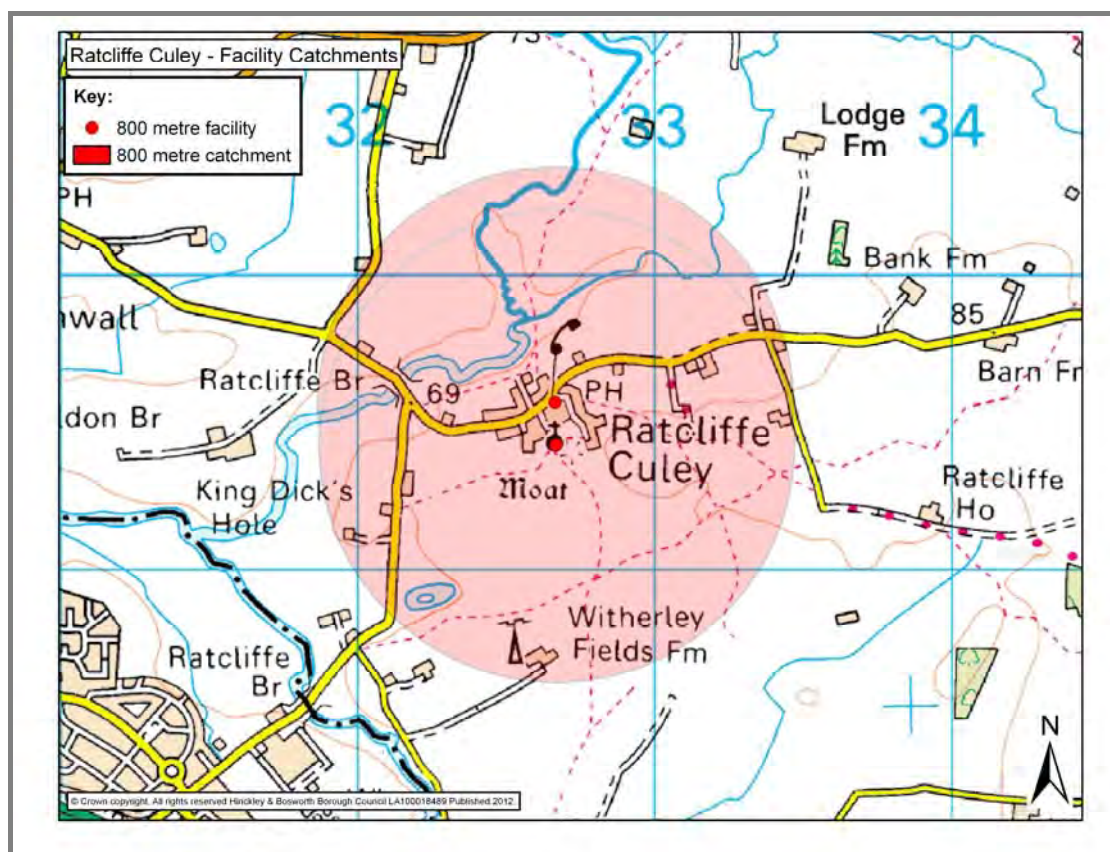 Ratcliffe Culey - Facility Catchments
Key:
800 metre facility
800 metre catchment
32
33
34
Lodge
Fm
PH
Bank Fm
nwall
85
Barn Fr
Ratcliffe Br
69
PH
ldon Br
Ratcliffe
Culey
Ratcliffe
Ho
King Dick's
Hole
Moat
Witherley
Fields Fm
Ratcliffe
Br
N
© Crown copyright. All rights reserved Hinckley & Bosworth Borough Council LA100018489 Published 2012.